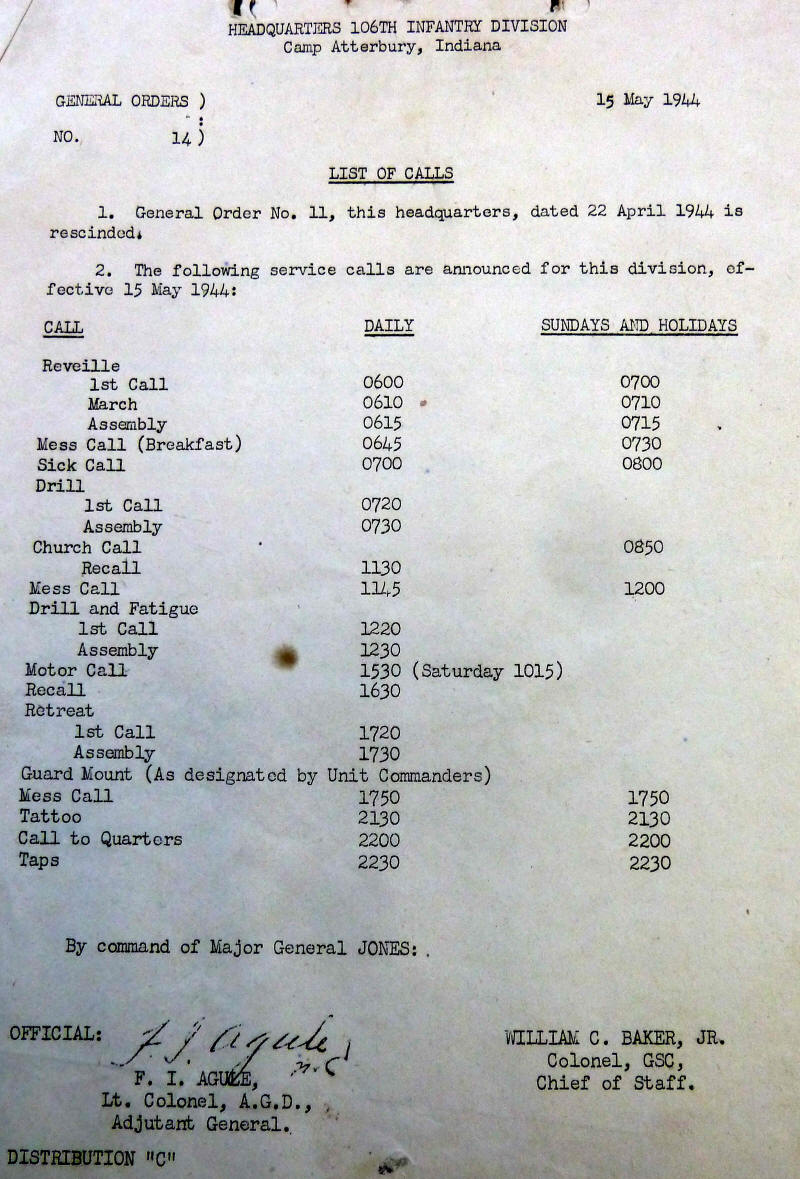 HEADQUARTERS 106TH INFANTRY DIVISION
Camp Atterbury, Indiana
GENERAL ORDERS ) 15 May 1944
:
NO. 14)
LIST OF CALLS
1. General Order No. 11, this headquarters, dated 22 April 1944 is
rescinded.
2. The following service calls are announced for this division, ef-
fective 15 May 1944:
CALL DAILY SUNDAYS AND HOLIDAYS
Reveille
1st Call 0600 0700
March 0610 0710
Assembly 0615 0715
Mess Call (Breakfast) 0645 0730
Sick Call 0700 0800
Drill
1st Call 0720
Assembly 0730
Church Call 0850
Recall 1130
Mess Call 1145 1200
Drill and Fatigue
1st Call 1220
Assembly 1230
Motor Call 1530 (Saturday 1015)
Recall 1630
Retreat
1st Call 1720
Assembly 1730
Guard Mount (As designated by Unit Commanders)
Mess Call 1750 1750
Tattoo 2130 2130
Call to Quarters 2200 2200
Taps 2230 2230
By command of Major General JONES:
OFFICIAL: WILLIAM C. BAKER, JR.
Colonel, GSC,
Chief of Staff.
F. I. AGULE,
Lt. Colonel, A.G.D.,
Adjutant General.
DISTRIBUTION "C"